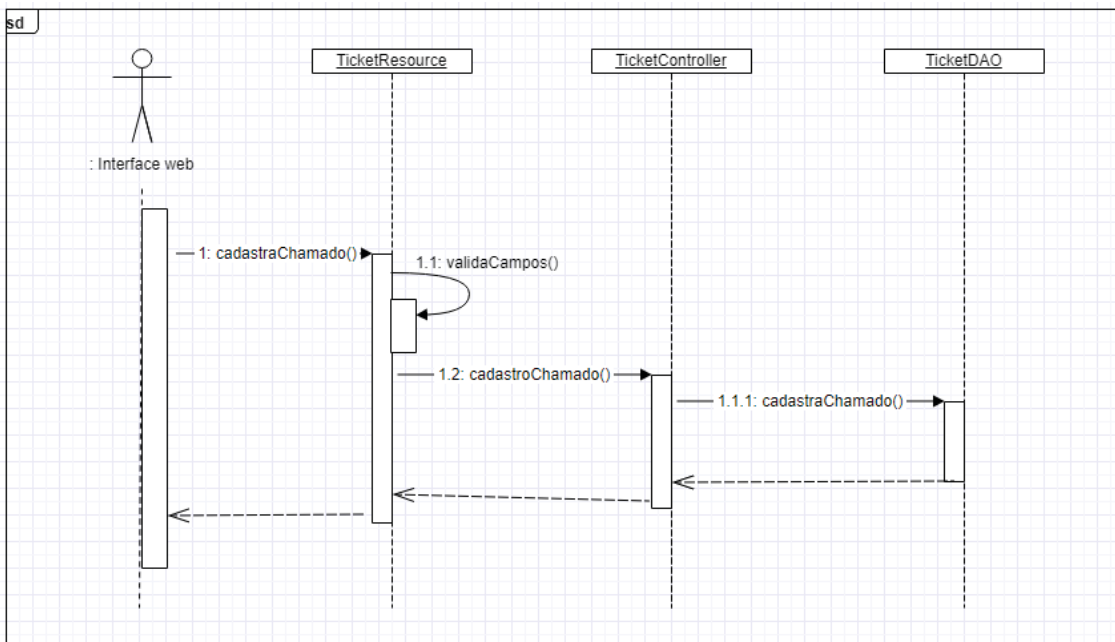 sd
TicketResource
TicketController
TicketDAO
: Interface web
1: cadastraChamado()
1.1: validaCampos()
1.2: cadastroChamado()
1.1.1: cadastraChamado()